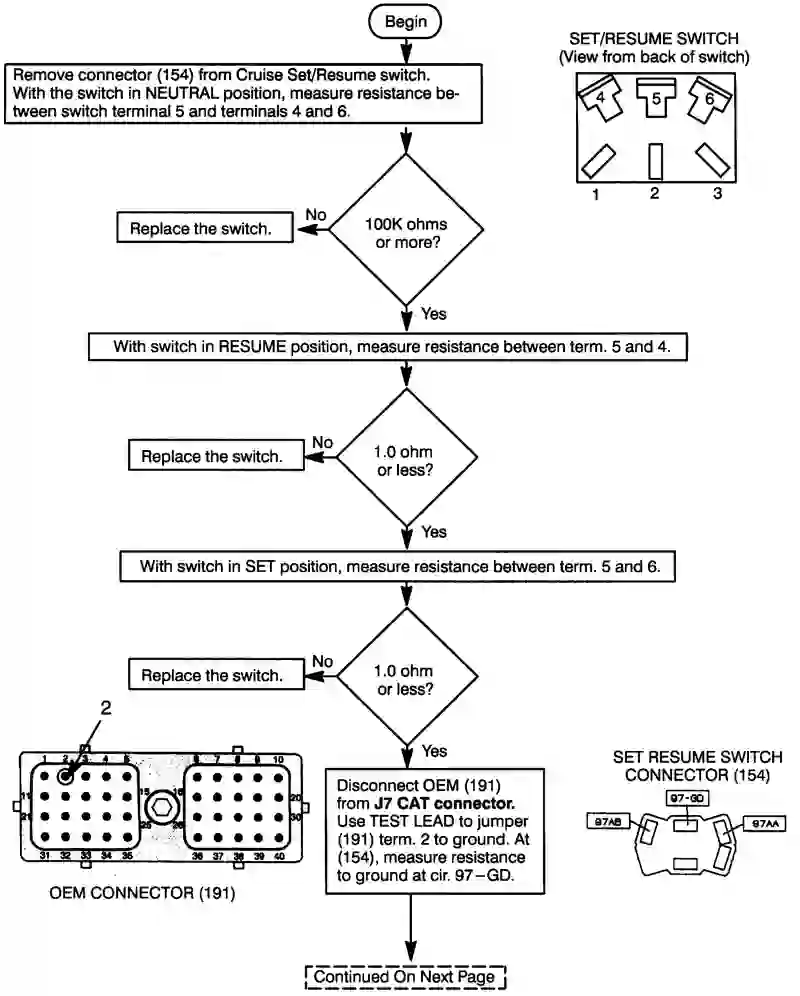 Begin
SET/RESUME SWITCH
(View from back of switch)
Remove connector (154) from Cruise Set/Resume switch.
With the switch in NEUTRAL position, measure resistance be-
tween switch terminal 5 and terminals 4 and 6.
4 5 6
1 2 3
100K ohms
or more?
No
Replace the switch.
Yes
With switch in RESUME position, measure resistance between term. 5 and 4.
1.0 ohm
or less?
No
Replace the switch.
Yes
With switch in SET position, measure resistance between term. 5 and 6.
1.0 ohm
or less?
No
Replace the switch.
Yes
2
1 2 3 4 5 6 7 8 9 10
11 15 16 20
21 25 26 30
31 32 33 34 35 36 37 38 39 40
OEM CONNECTOR (191)
Disconnect OEM (191)
from J7 CAT connector.
Use TEST LEAD to jumper
(191) term. 2 to ground. At
(154), measure resistance
to ground at cir. 97–GD.
SET RESUME SWITCH
CONNECTOR (154)
97-GD
97AB
97AA
Continued On Next Page